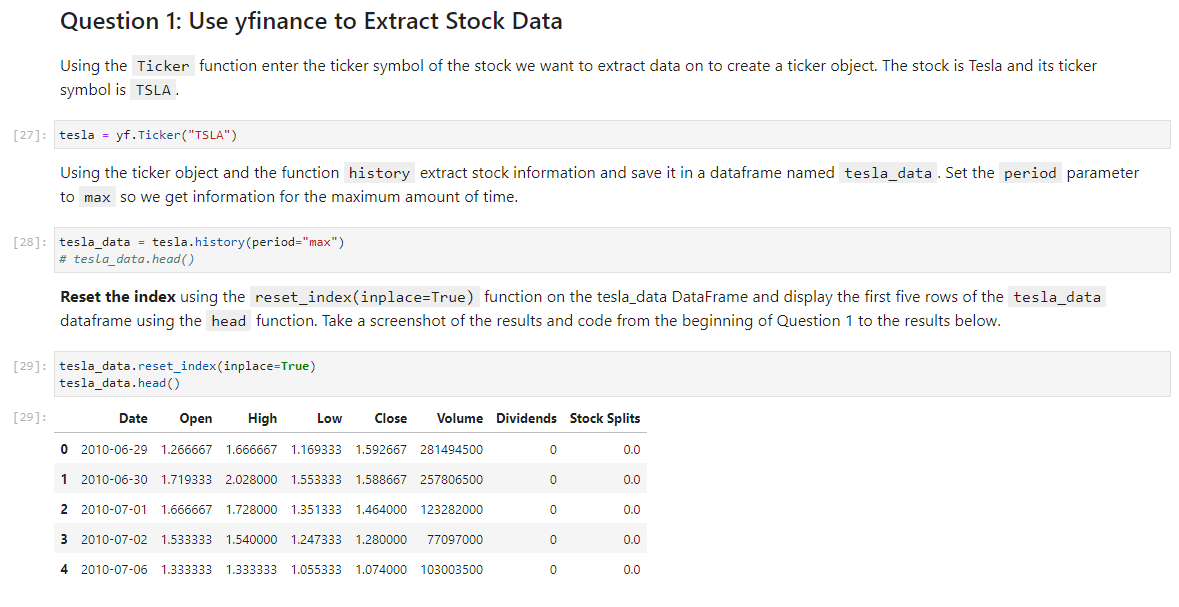 Question 1: Use yfinance to Extract Stock Data
Using the Ticker function enter the ticker symbol of the stock we want to extract data on to create a ticker object. The stock is Tesla and its ticker
symbol is TSLA .
[27]: tesla = yf.Ticker("TSLA")
Using the ticker object and the function history extract stock information and save it in a dataframe named tesla_data . Set the period parameter
to max so we get information for the maximum amount of time.
[28]: tesla_data = tesla.history(period="max")
# tesla_data.head()
Reset the index using the reset_index(inplace=True) function on the tesla_data DataFrame and display the first five rows of the tesla_data
dataframe using the head function. Take a screenshot of the results and code from the beginning of Question 1 to the results below.
[29]: tesla_data.reset_index(inplace=True)
tesla_data.head()
[29]: Date Open High Low Close Volume Dividends Stock Splits
0 2010-06-29 1.266667 1.666667 1.169333 1.592667 281494500 0 0.0
1 2010-06-30 1.719333 2.028000 1.553333 1.588667 257806500 0 0.0
2 2010-07-01 1.666667 1.728000 1.351333 1.464000 123282000 0 0.0
3 2010-07-02 1.533333 1.540000 1.247333 1.280000 77097000 0 0.0
4 2010-07-06 1.333333 1.333333 1.055333 1.074000 103003500 0 0.0